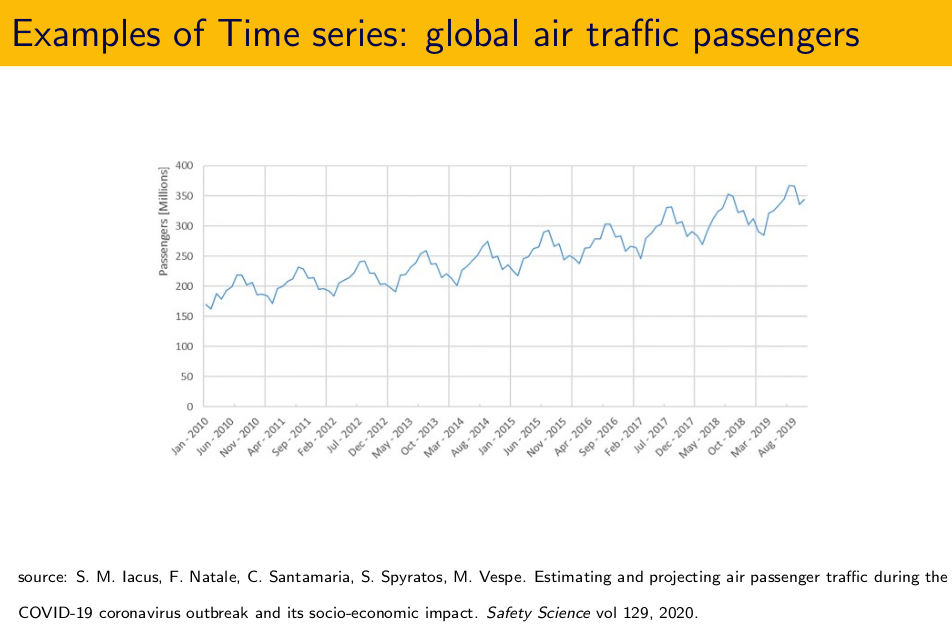 Examples of Time series: global air traffic passengers
Passengers [Millions]
400
350
300
250
200
150
100
50
0
Jan - 2010
Jun - 2010
Nov - 2010
Apr - 2011
Sep - 2011
Feb - 2012
Jul - 2012
Dec - 2012
May - 2013
Oct - 2013
Mar - 2014
Aug - 2014
Jan - 2015
Jun - 2015
Nov - 2015
Apr - 2016
Sep - 2016
Feb - 2017
Jul - 2017
Dec - 2017
May - 2018
Oct - 2018
Mar - 2019
Aug - 2019
source: S. M. Iacus, F. Natale, C. Santamaria, S. Spyratos, M. Vespe. Estimating and projecting air passenger traffic during the
COVID-19 coronavirus outbreak and its socio-economic impact. Safety Science vol 129, 2020.